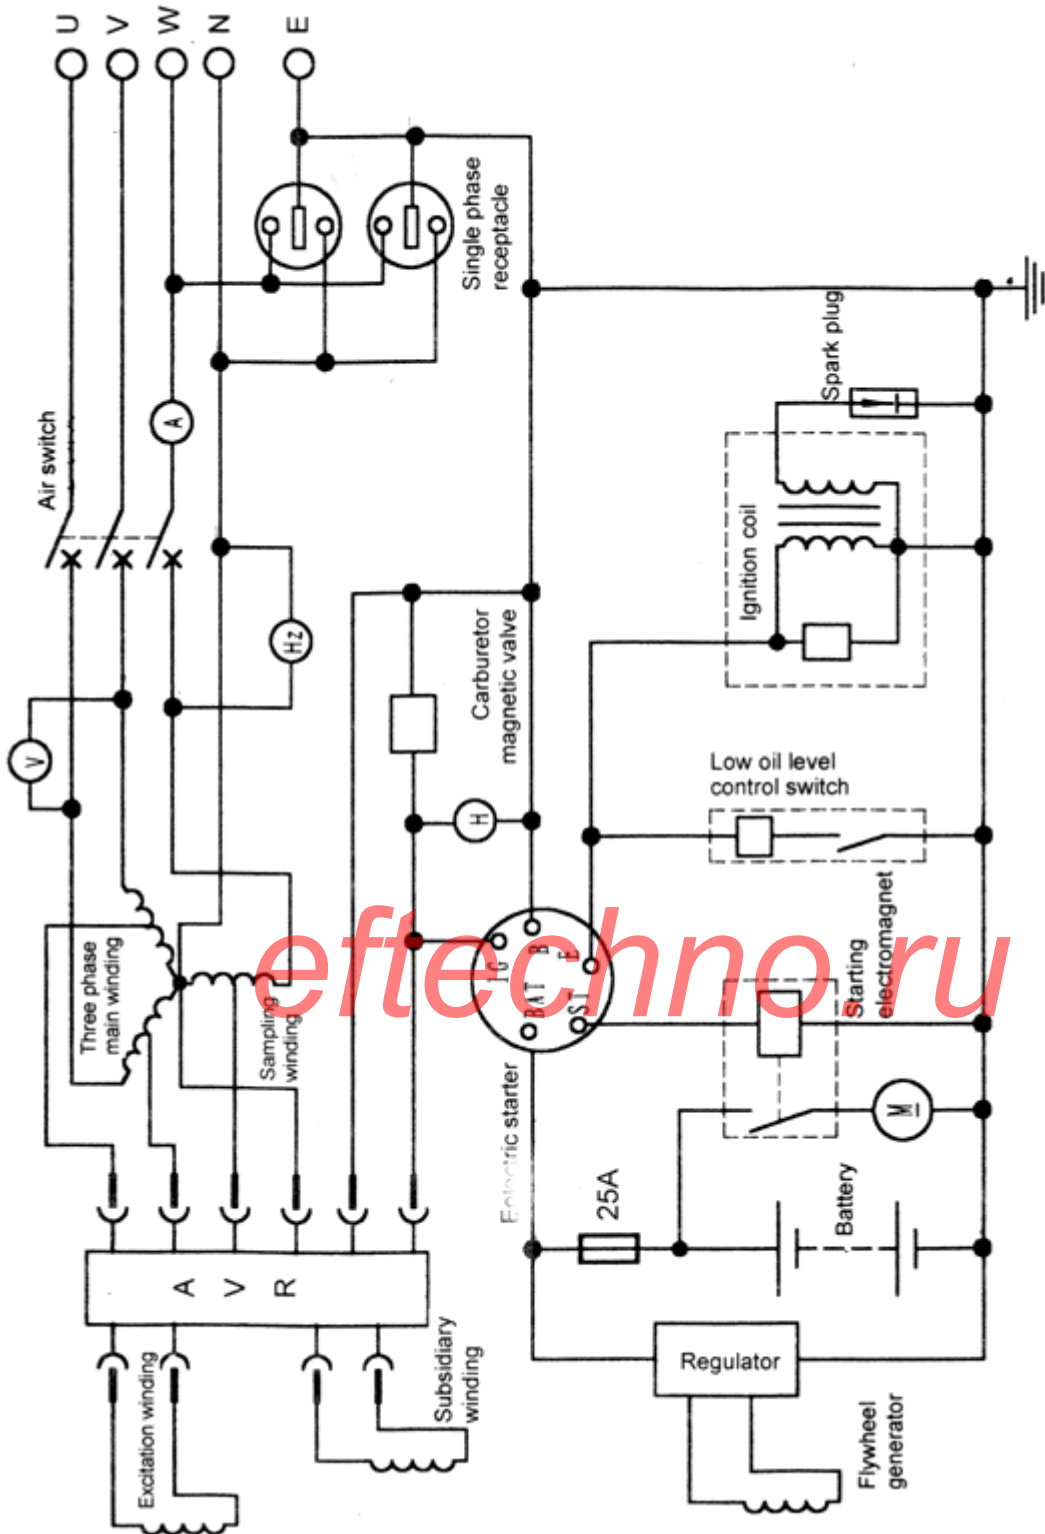 U
V
W
N
E
Single phase
receptacle
Air switch
A
Spark plug
Ignition coil
Hz
V
Carburetor
magnetic valve
H
Low oil level
control switch
Three phase
main winding
Sampling
winding
IG
B
BAT
E
ST
Starting
electromagnet
eftechno.ru
starter
25A
M
Battery
A V R
Excitation winding
Subsidiary
winding
Regulator
Flywheel
generator